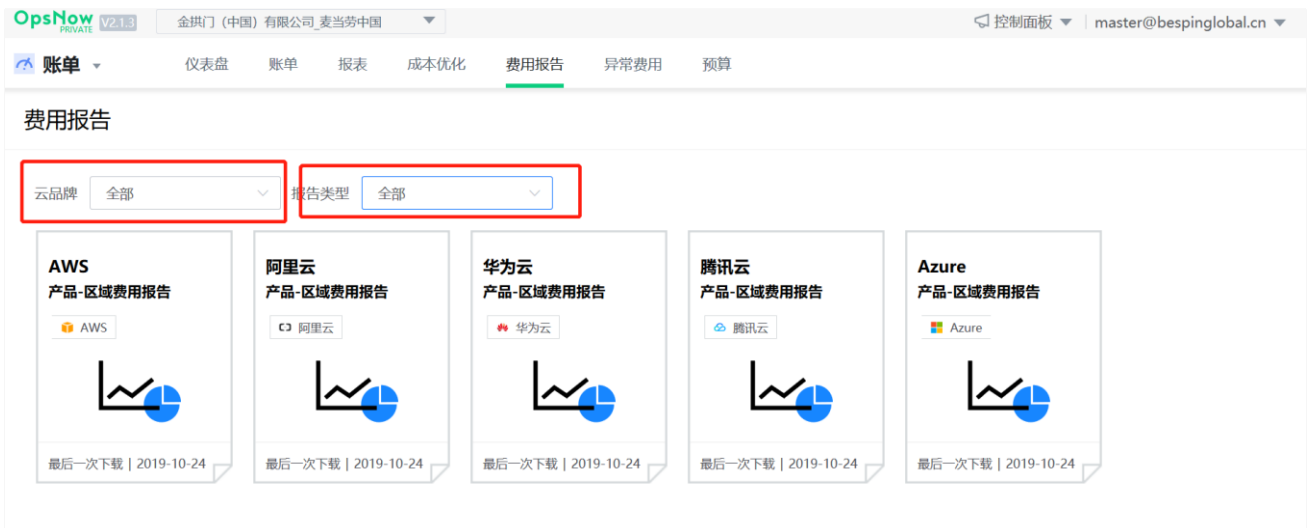 OpsNow PRIVATE V2.1.3 金拱门（中国）有限公司_麦当劳中国 控制面板 master@bespinglobal.cn
账单 仪表盘 账单 报表 成本优化 费用报告 异常费用 预算
费用报告
云品牌 全部 报告类型 全部
AWS 阿里云 华为云 腾讯云 Azure
产品-区域费用报告 产品-区域费用报告 产品-区域费用报告 产品-区域费用报告 产品-区域费用报告
AWS 阿里云 华为云 腾讯云 Azure
最后一次下载 | 2019-10-24 最后一次下载 | 2019-10-24 最后一次下载 | 2019-10-24 最后一次下载 | 2019-10-24 最后一次下载 | 2019-10-24